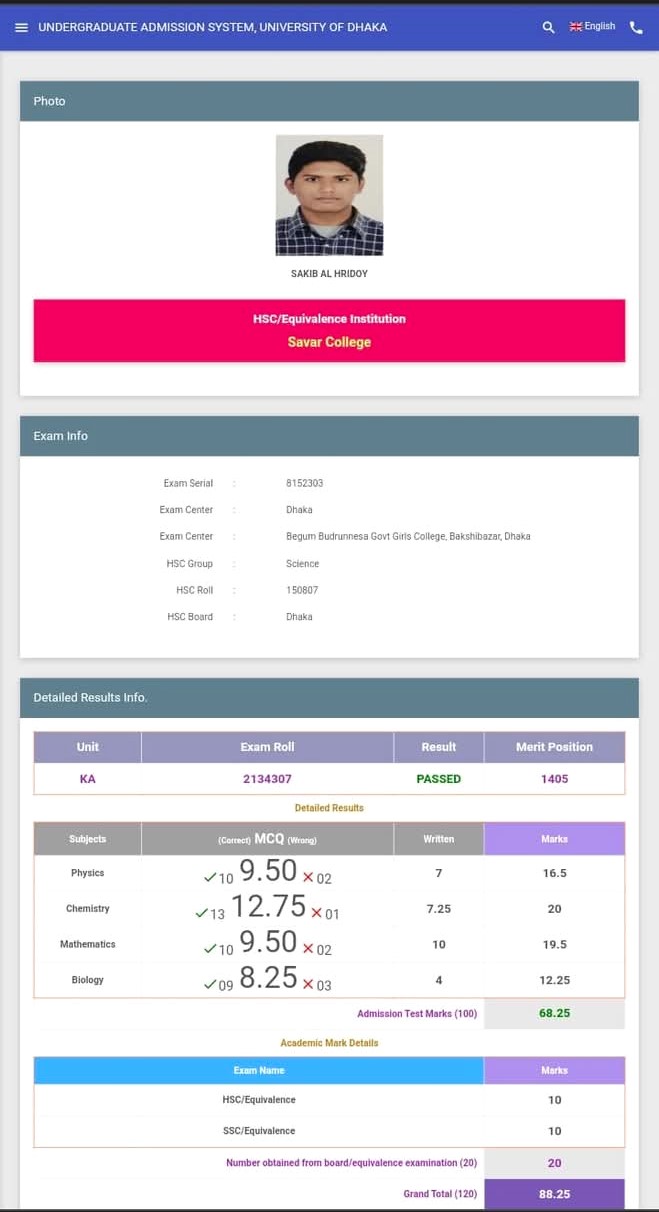 UNDERGRADUATE ADMISSION SYSTEM, UNIVERSITY OF DHAKA English
Photo
SAKIB AL HRIDOY
HSC/Equivalence Institution
Savar College
Exam Info
Exam Serial : 8152303
Exam Center : Dhaka
Exam Center : Begum Budrunnesa Govt Girls College, Bakshibazar, Dhaka
HSC Group : Science
HSC Roll : 150807
HSC Board : Dhaka
Detailed Results Info.
Unit Exam Roll Result Merit Position
KA 2134307 PASSED 1405
Detailed Results
Subjects (Correct) MCQ (Wrong) Written Marks
Physics ✓10 9.50 ×02 7 16.5
Chemistry ✓13 12.75 ×01 7.25 20
Mathematics ✓10 9.50 ×02 10 19.5
Biology ✓09 8.25 ×03 4 12.25
Admission Test Marks (100) 68.25
Academic Mark Details
Exam Name Marks
HSC/Equivalence 10
SSC/Equivalence 10
Number obtained from board/equivalence examination (20) 20
Grand Total (120) 88.25